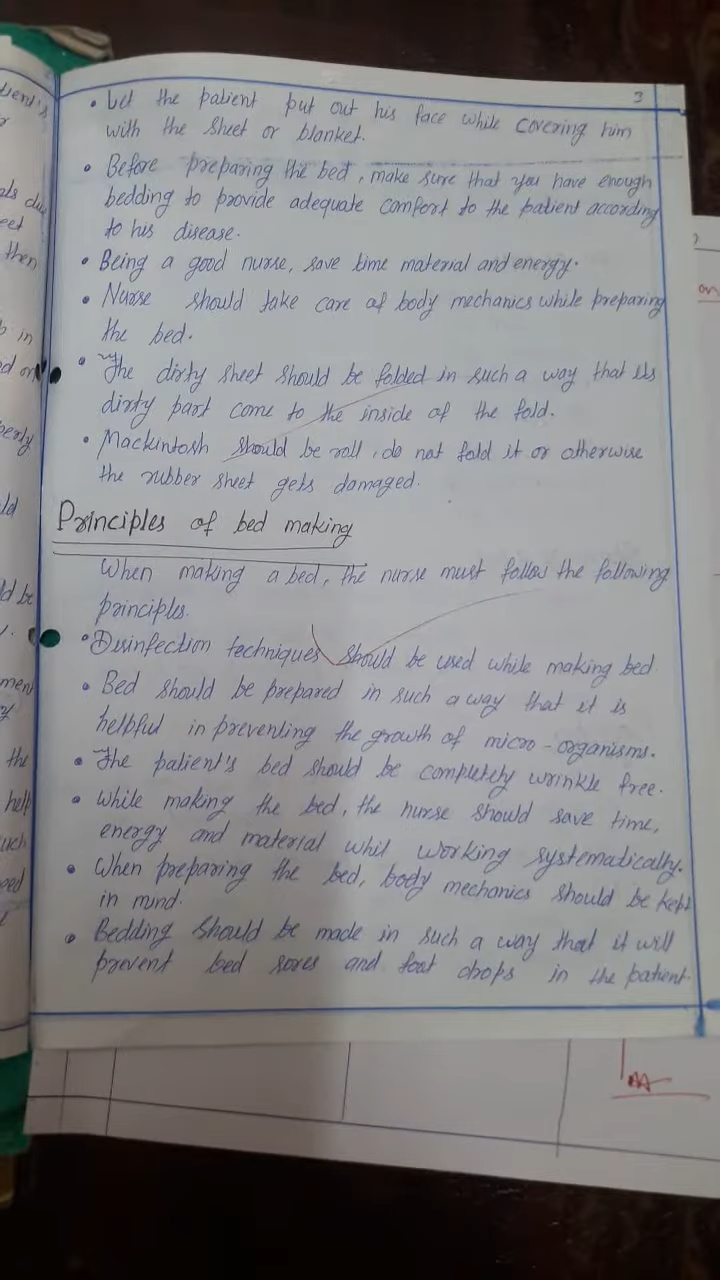 3
• Let the patient put out his face while covering him
with the sheet or blanket.
• Before preparing the bed, make sure that you have enough
bedding to provide adequate comfort to the patient according
to his disease.
• Being a good nurse, save time material and energy.
• Nurse should take care of body mechanics while preparing
the bed.
• The dirty sheet should be folded in such a way that its
dirty part come to the inside of the fold.
• Mackintosh should be roll, do not fold it or otherwise
the rubber sheet gets damaged.
Principles of bed making
When making a bed, the nurse must follow the following
principles.
• Disinfection techniques should be used while making bed
• Bed should be prepared in such a way that it is
helpful in preventing the growth of micro-organisms.
• The patient's bed should be completely wrinkle free.
• While making the bed, the nurse should save time,
energy and material whil working systematically.
• When preparing the bed, body mechanics should be kept
in mind.
• Bedding should be made in such a way that it will
prevent bed sores and foot drops in the patient.
then
in
the
help